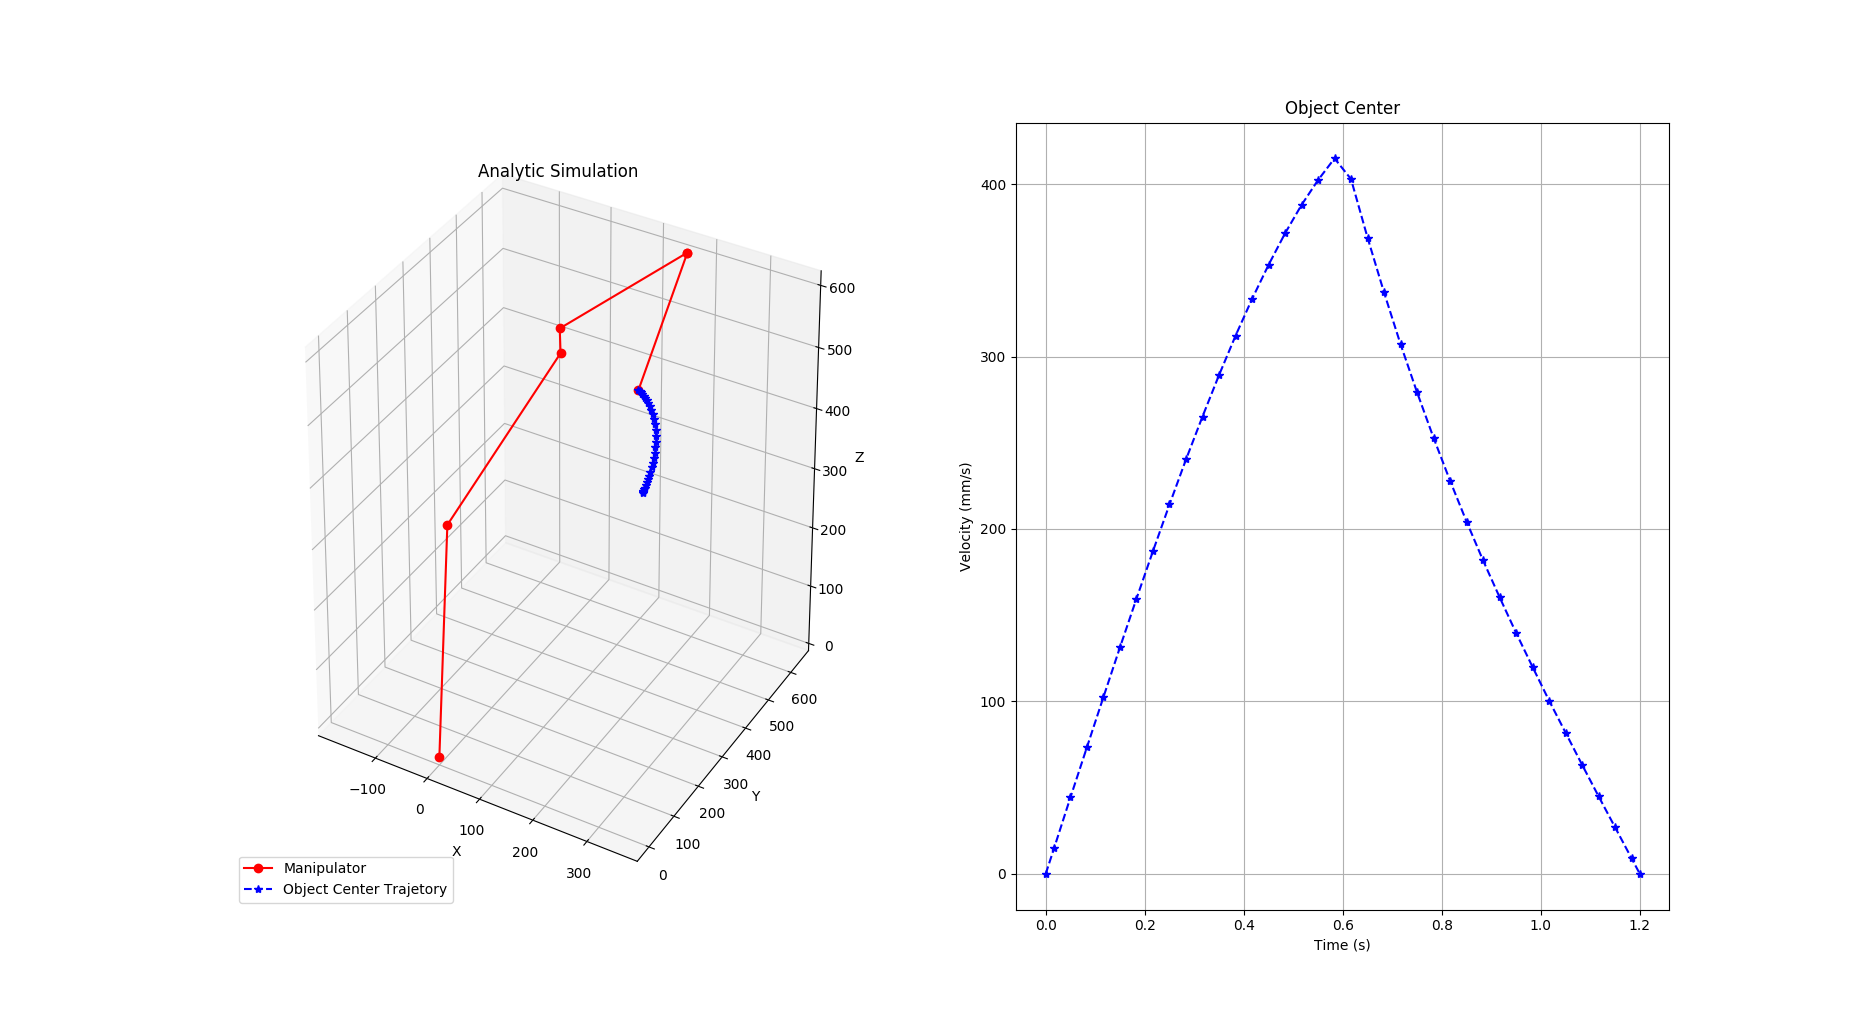 Analytic Simulation
600
500
400
300
200
100
0
Z
600
500
400
300
200
100
0
Y
−100
0
100
200
300
X
Manipulator
Object Center Trajetory
Object Center
400
300
200
100
0
Velocity (mm/s)
0.0 0.2 0.4 0.6 0.8 1.0 1.2
Time (s)